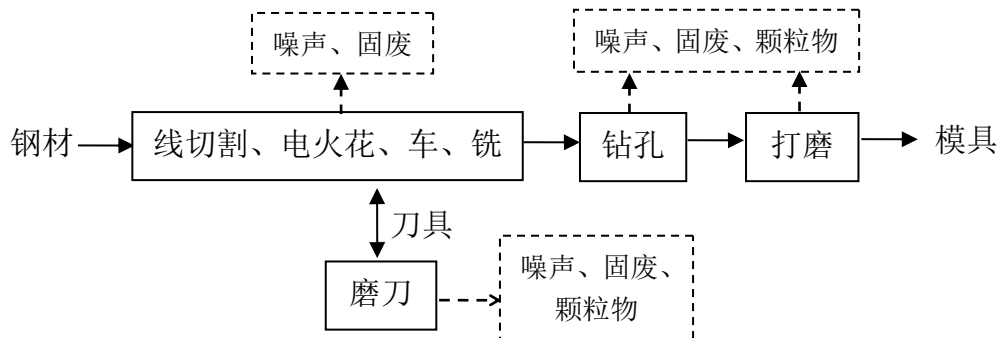 噪声、固废
噪声、固废、颗粒物
钢材
线切割、电火花、车、铣
钻孔
打磨
模具
刀具
磨刀
噪声、固废、
颗粒物